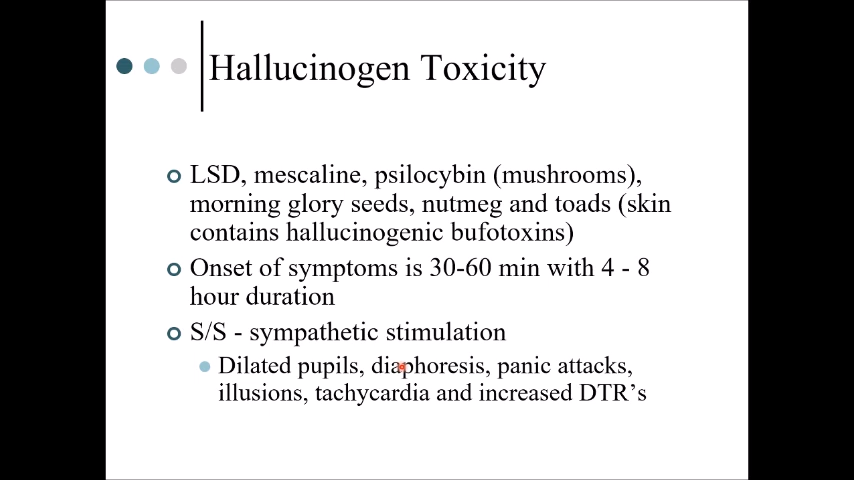 Hallucinogen Toxicity
LSD, mescaline, psilocybin (mushrooms),
morning glory seeds, nutmeg and toads (skin
contains hallucinogenic bufotoxins)
Onset of symptoms is 30-60 min with 4 - 8
hour duration
S/S - sympathetic stimulation
Dilated pupils, diaphoresis, panic attacks,
illusions, tachycardia and increased DTR’s